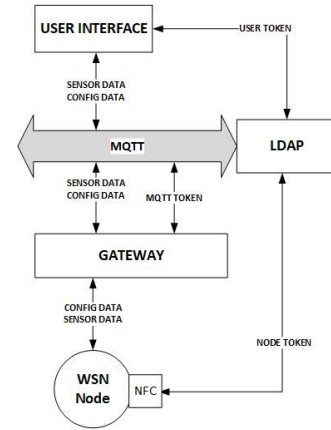 USER INTERFACE
USER TOKEN
SENSOR DATA
CONFIG DATA
MQTT
LDAP
SENSOR DATA
CONFIG DATA
MQTT TOKEN
GATEWAY
CONFIG DATA
SENSOR DATA
NODE TOKEN
WSN
Node
NFC